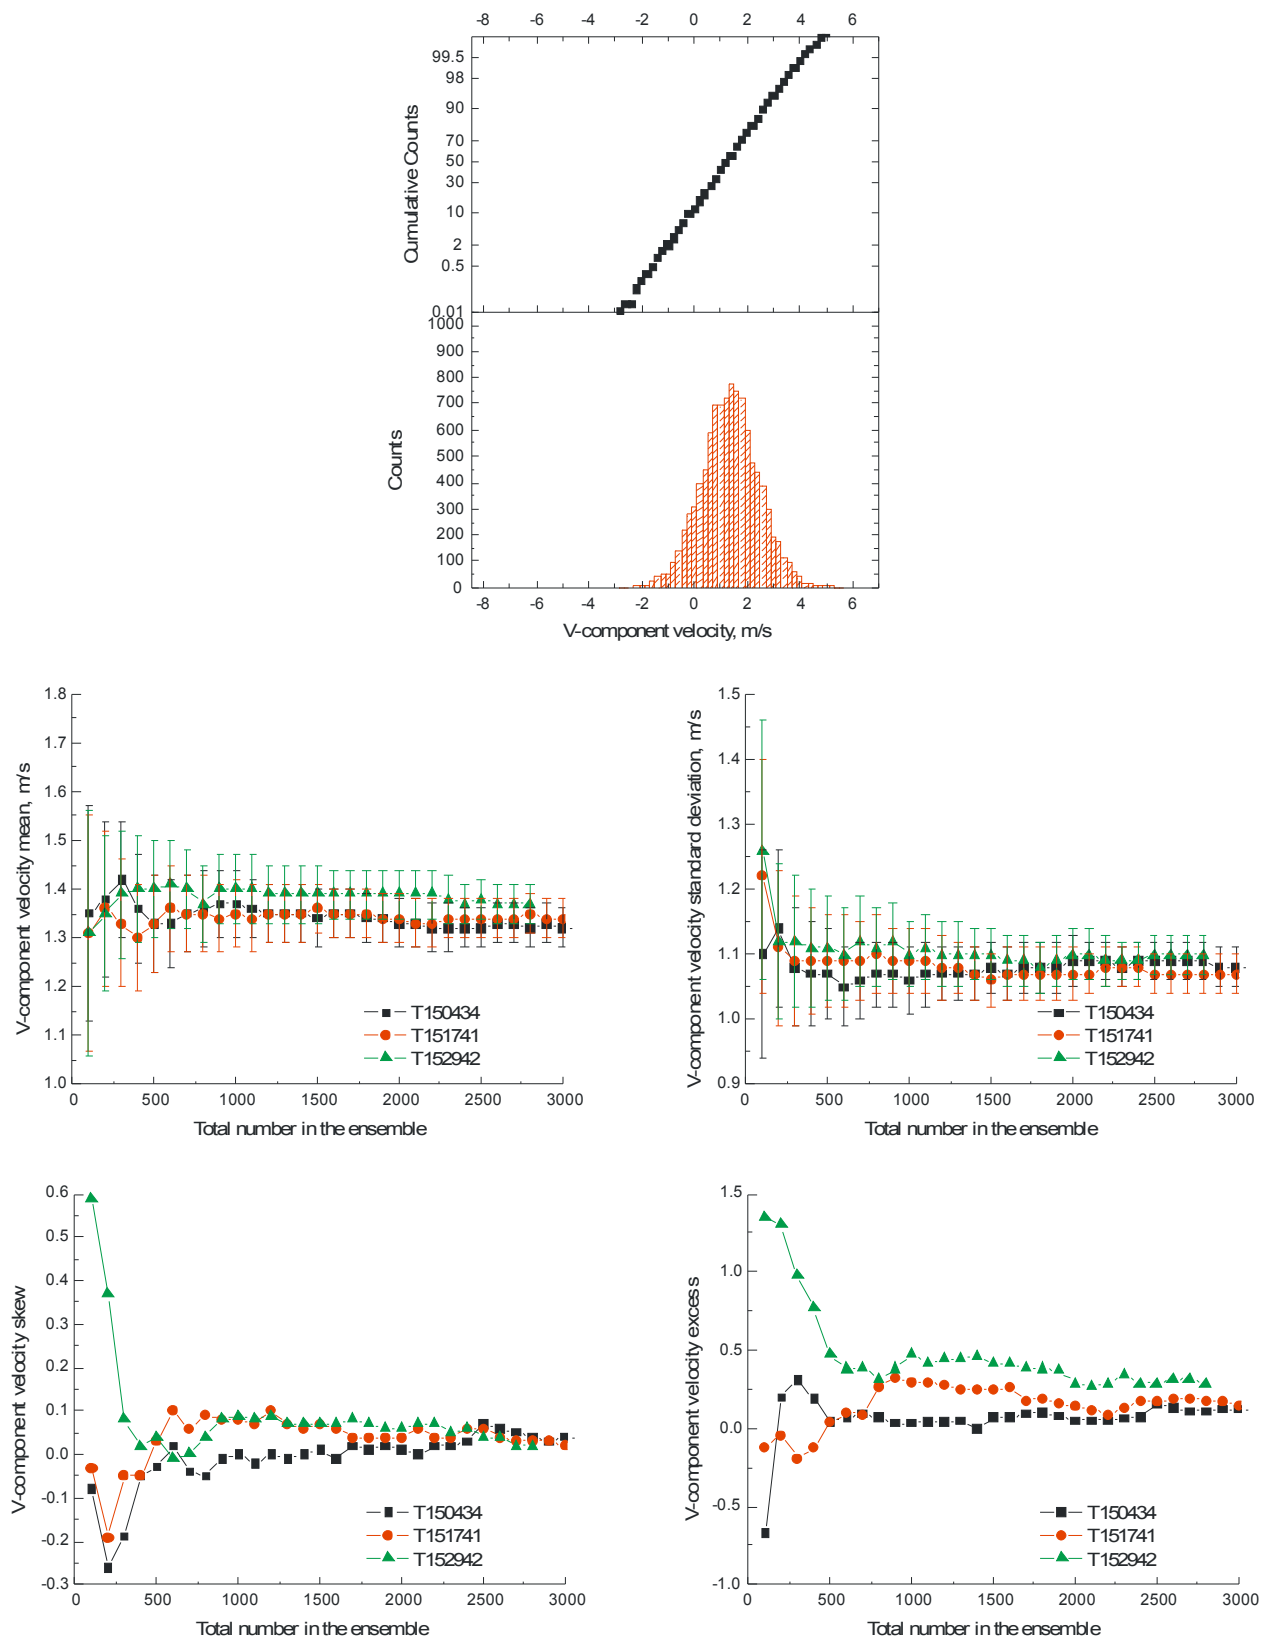 -8 -6 -4 -2 0 2 4 6
99.5
98
90
70
50
30
10
2
0.5
0.01
Cumulative Counts
1000
900
800
700
600
500
400
300
200
100
0
Counts
-8 -6 -4 -2 0 2 4 6
V-component velocity, m/s
1.8
1.7
1.6
1.5
1.4
1.3
1.2
1.1
1.0
V-component velocity mean, m/s
T150434
T151741
T152942
0 500 1000 1500 2000 2500 3000
Total number in the ensemble
1.5
1.4
1.3
1.2
1.1
1.0
0.9
V-component velocity standard deviation, m/s
T150434
T151741
T152942
0 500 1000 1500 2000 2500 3000
Total number in the ensemble
0.6
0.5
0.4
0.3
0.2
0.1
0.0
-0.1
-0.2
-0.3
V-component velocity skew
T150434
T151741
T152942
0 500 1000 1500 2000 2500 3000
Total number in the ensemble
1.5
1.0
0.5
0.0
-0.5
-1.0
V-component velocity excess
T150434
T151741
T152942
0 500 1000 1500 2000 2500 3000
Total number in the ensemble